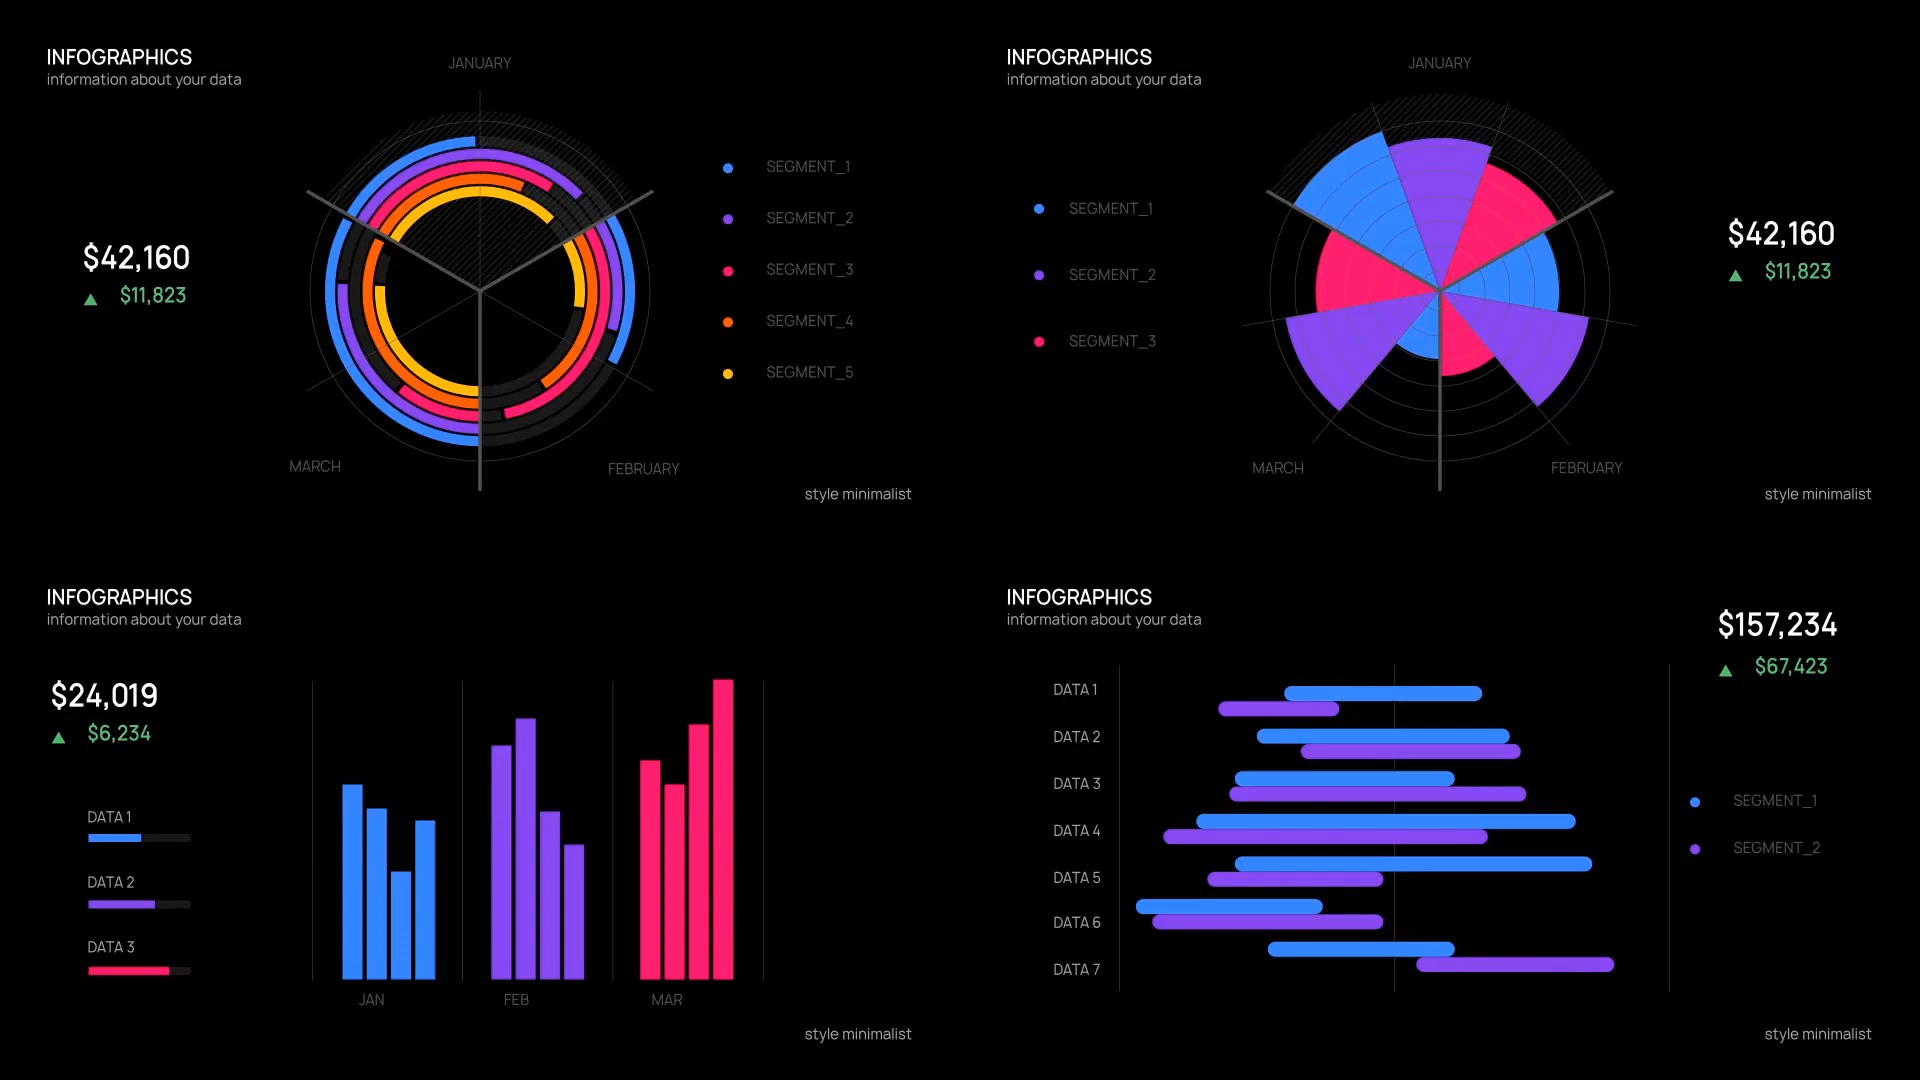 INFOGRAPHICS
information about your data
JANUARY
SEGMENT_1
SEGMENT_2
SEGMENT_3
SEGMENT_4
SEGMENT_5
$42,160
$11,823
MARCH
FEBRUARY
style minimalist
INFOGRAPHICS
information about your data
JANUARY
SEGMENT_1
SEGMENT_2
SEGMENT_3
$42,160
$11,823
MARCH
FEBRUARY
style minimalist
INFOGRAPHICS
information about your data
$24,019
$6,234
DATA 1
DATA 2
DATA 3
JAN
FEB
MAR
style minimalist
INFOGRAPHICS
information about your data
$157,234
$67,423
DATA 1
DATA 2
DATA 3
DATA 4
DATA 5
DATA 6
DATA 7
SEGMENT_1
SEGMENT_2
style minimalist